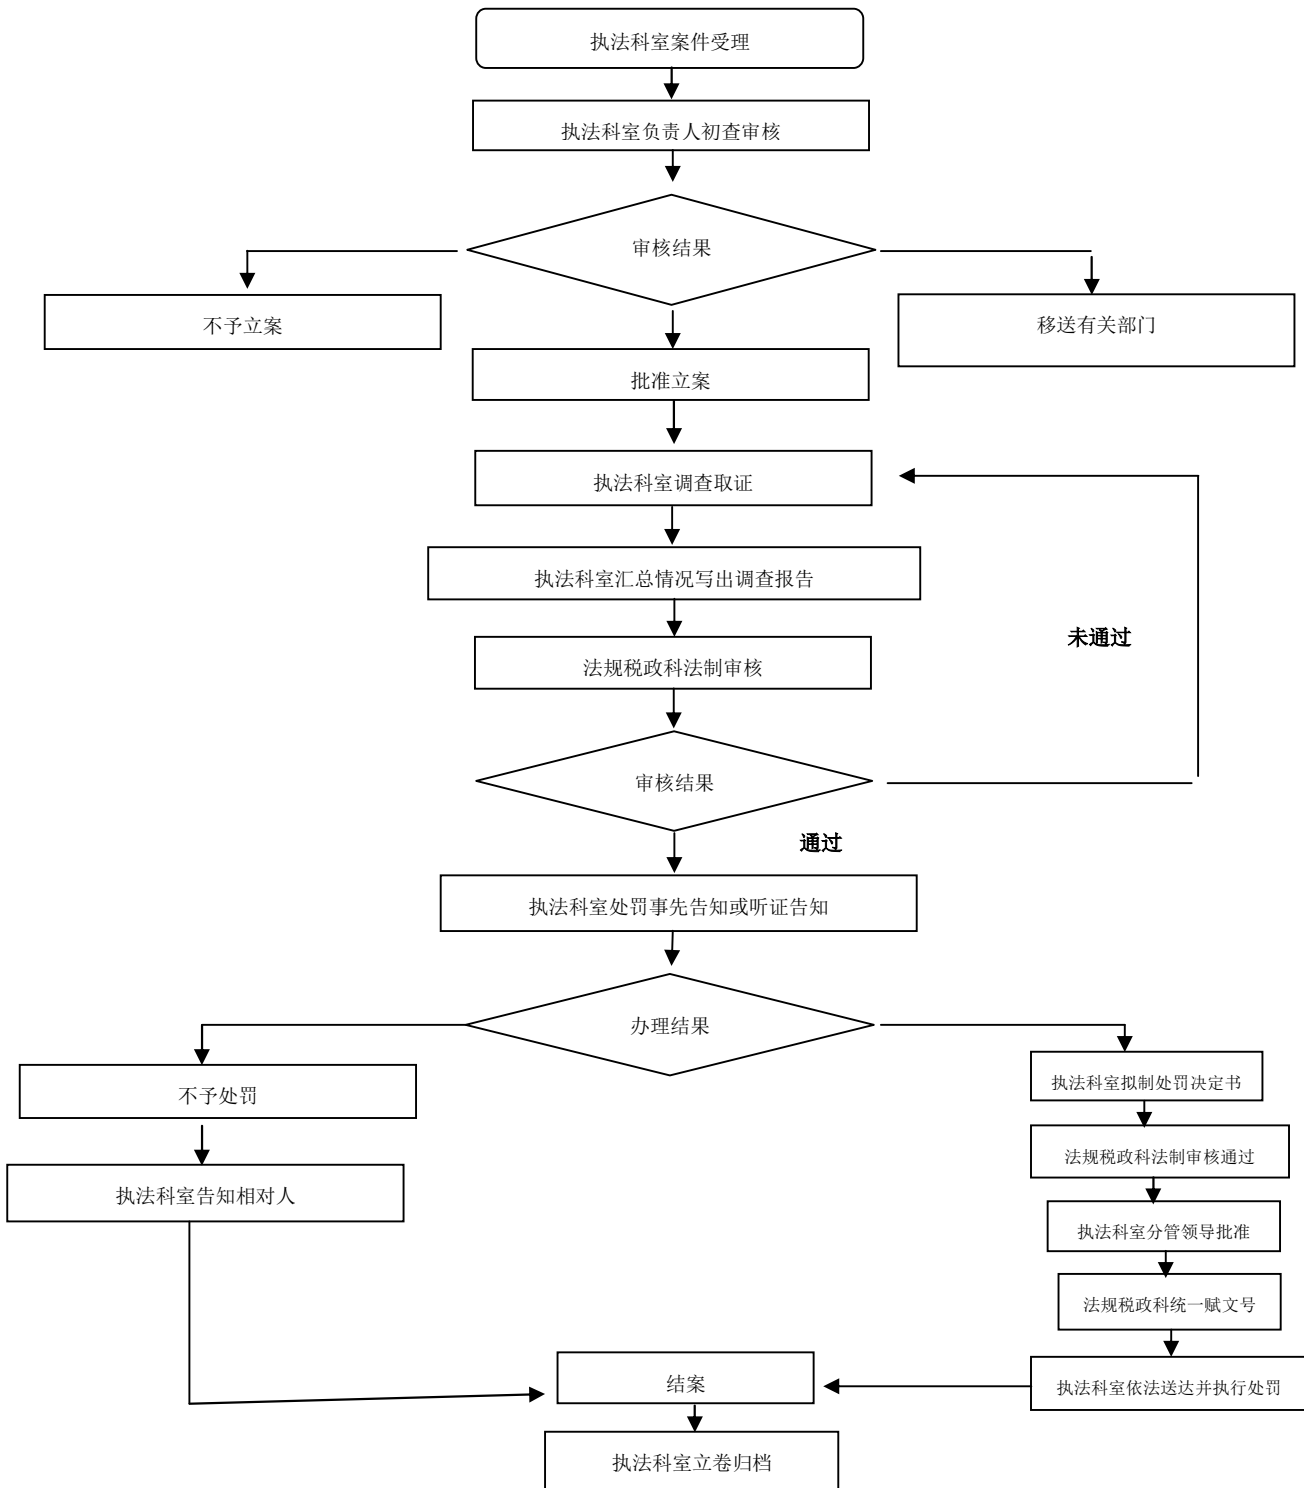 执法科室案件受理
执法科室负责人初查审核
审核结果
不予立案
移送有关部门
批准立案
执法科室调查取证
执法科室汇总情况写出调查报告
未通过
法规税政科法制审核
审核结果
通过
执法科室处罚事先告知或听证告知
办理结果
不予处罚
执法科室告知相对人
执法科室拟制处罚决定书
法规税政科法制审核通过
执法科室分管领导批准
法规税政科统一赋文号
执法科室依法送达并执行处罚
结案
执法科室立卷归档